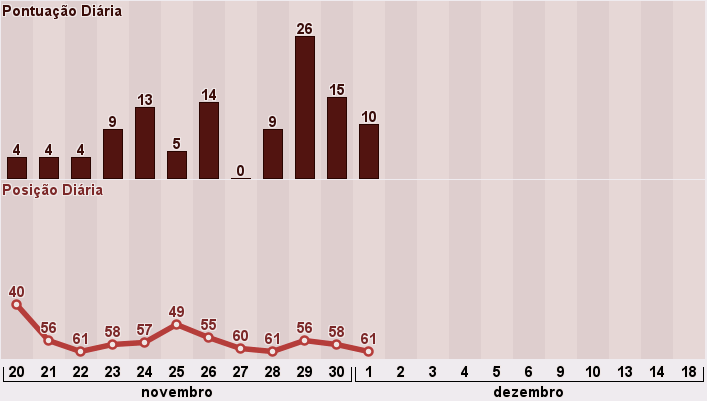 Pontuação Diária
4 4 4 9 13 5 14 0 9 26 15 10
Posição Diária
40 56 61 58 57 49 55 60 61 56 58 61
20 21 22 23 24 25 26 27 28 29 30 1 2 3 4 5 6 9 10 13 14 18
novembro dezembro